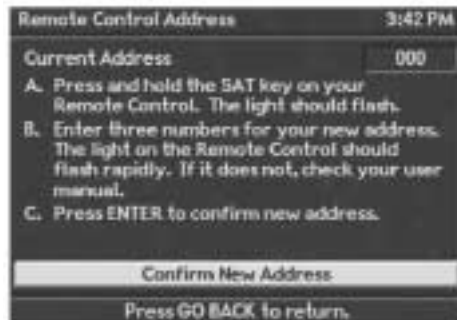 Remote Control Address 3:42 PM
Current Address 000
A. Press and hold the SAT key on your
Remote Control. The light should flash.
B. Enter three numbers for your new address.
The light on the Remote Control should
flash rapidly. If it does not, check your user
manual.
C. Press ENTER to confirm new address.
Confirm New Address
Press GO BACK to return.